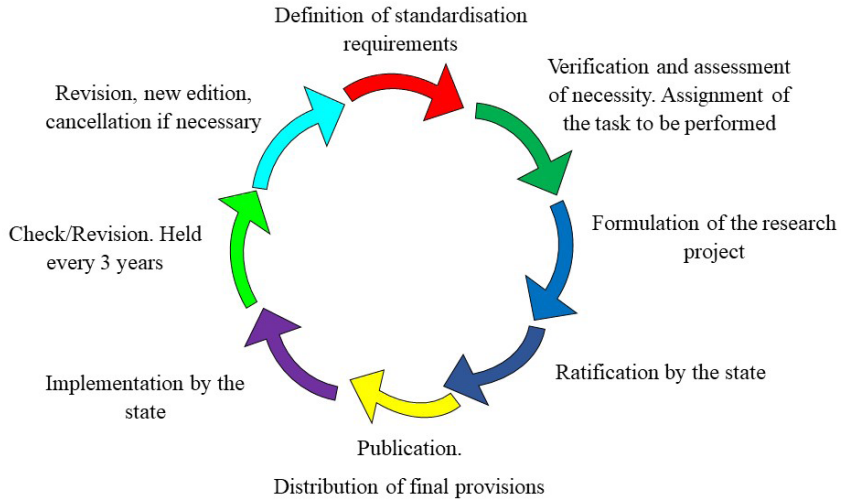 Definition of standardisation
requirements
Verification and assessment
of necessity. Assignment of
the task to be performed
Formulation of the research
project
Ratification by the state
Publication.
Distribution of final provisions
Implementation by the
state
Check/Revision. Held
every 3 years
Revision, new edition,
cancellation if necessary